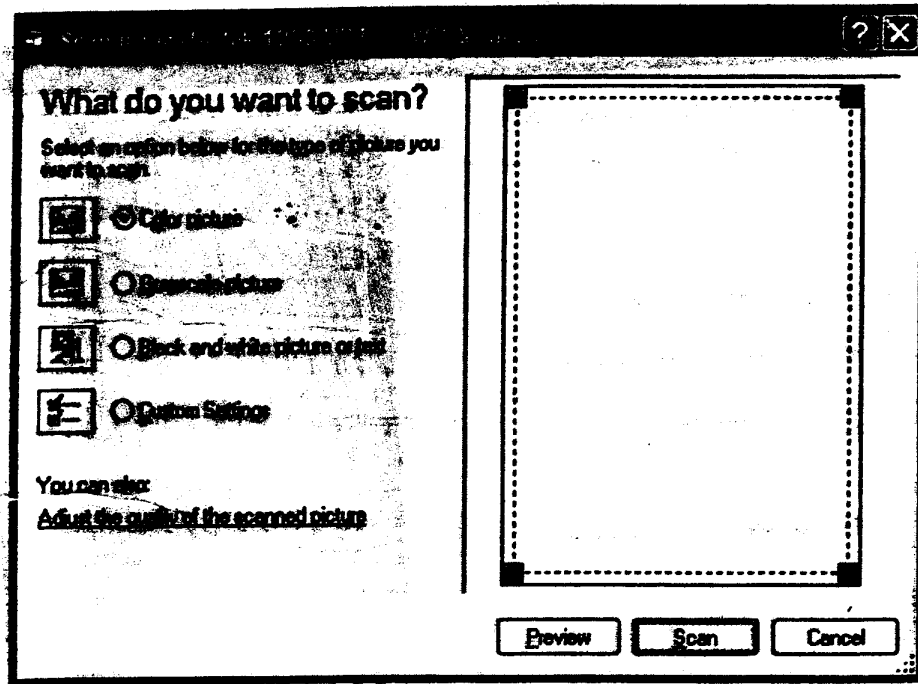 What do you want to scan?
Select an option below for the type of picture you
want to scan.
Color picture
Grayscale picture
Black and white picture or text
Custom Settings
You can also:
Adjust the quality of the scanned picture
Preview
Scan
Cancel